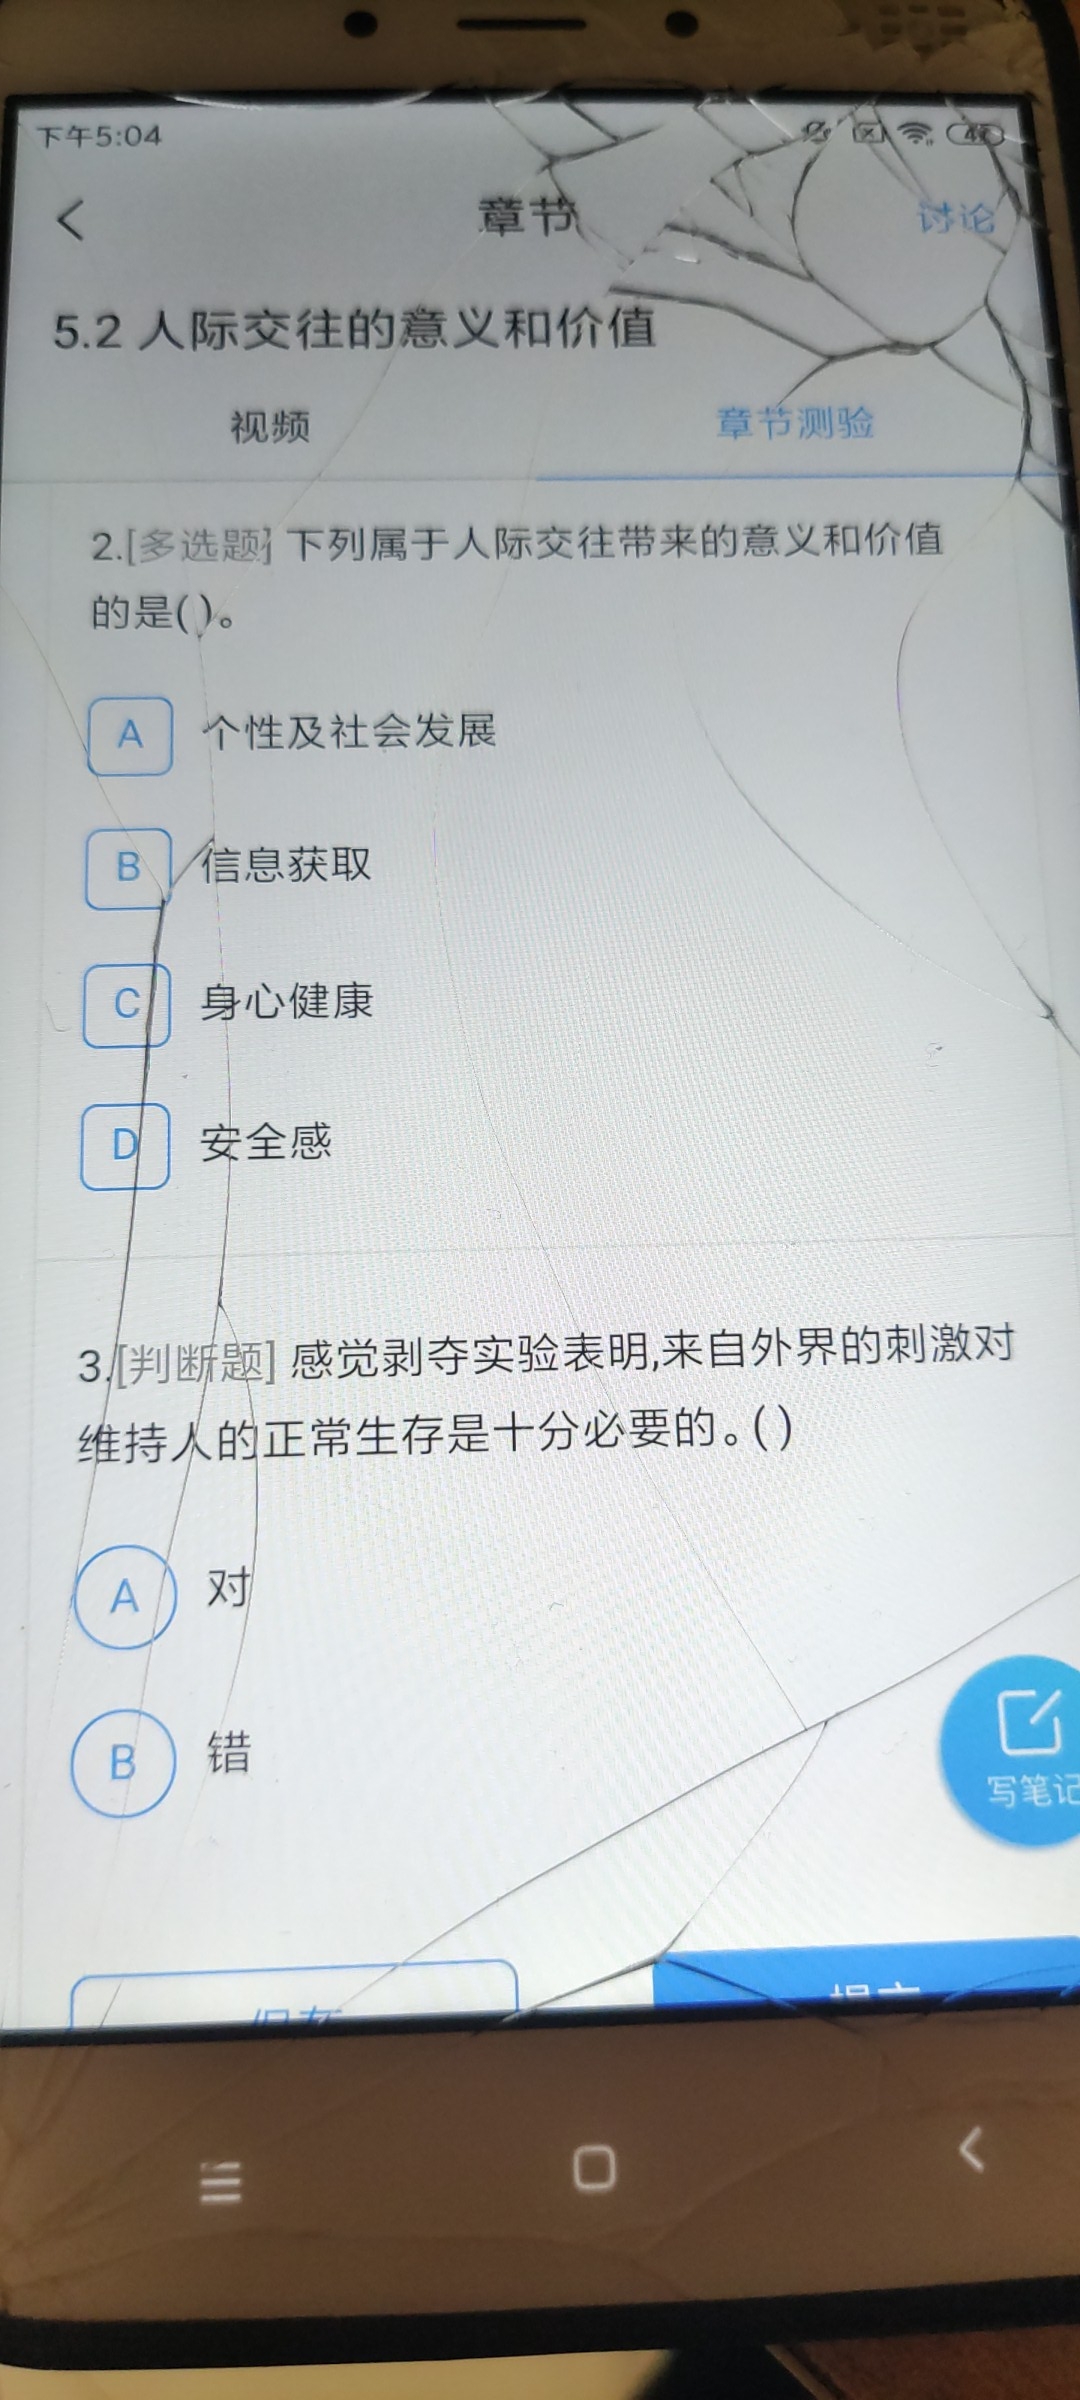 下午5:04
章节
讨论
5.2 人际交往的意义和价值
视频
章节测验
2.[多选题] 下列属于人际交往带来的意义和价值
的是()。
A 个性及社会发展
B 信息获取
C 身心健康
D 安全感
3.[判断题] 感觉剥夺实验表明,来自外界的刺激对
维持人的正常生存是十分必要的。()
A 对
B 错
写笔记